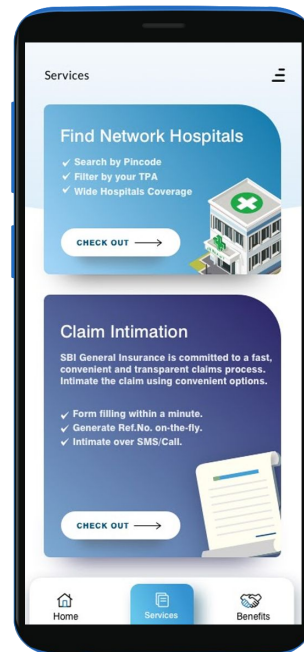 Services
Find Network Hospitals
Search by Pincode
Filter by your TPA
Wide Hospitals Coverage
CHECK OUT
Claim Intimation
SBI General Insurance is committed to a fast,
convenient and transparent claims process.
Intimate the claim using convenient options.
Form filling within a minute.
Generate Ref.No. on-the-fly.
Intimate over SMS/Call.
CHECK OUT
Home
Services
Benefits